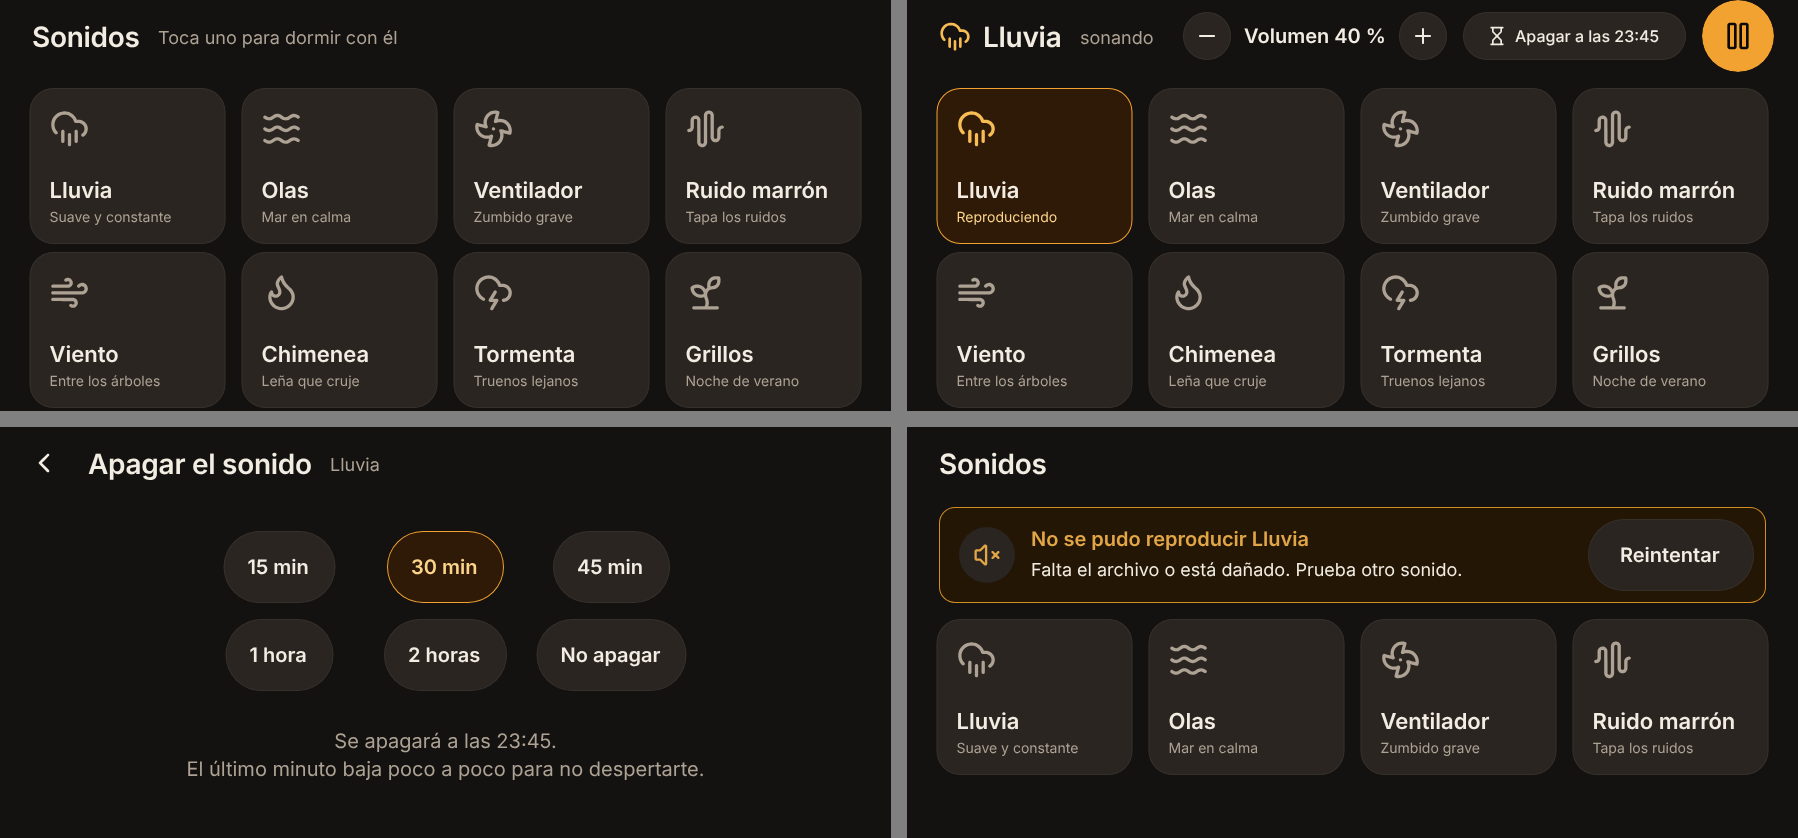 Sonidos Toca uno para dormir con él
Lluvia
Suave y constante
Olas
Mar en calma
Ventilador
Zumbido grave
Ruido marrón
Tapa los ruidos
Viento
Entre los árboles
Chimenea
Leña que cruje
Tormenta
Truenos lejanos
Grillos
Noche de verano
Lluvia sonando
Volumen 40 %
Apagar a las 23:45
Lluvia
Reproduciendo
Olas
Mar en calma
Ventilador
Zumbido grave
Ruido marrón
Tapa los ruidos
Viento
Entre los árboles
Chimenea
Leña que cruje
Tormenta
Truenos lejanos
Grillos
Noche de verano
Apagar el sonido Lluvia
15 min
30 min
45 min
1 hora
2 horas
No apagar
Se apagará a las 23:45.
El último minuto baja poco a poco para no despertarte.
Sonidos
No se pudo reproducir Lluvia
Falta el archivo o está dañado. Prueba otro sonido.
Reintentar
Lluvia
Suave y constante
Olas
Mar en calma
Ventilador
Zumbido grave
Ruido marrón
Tapa los ruidos